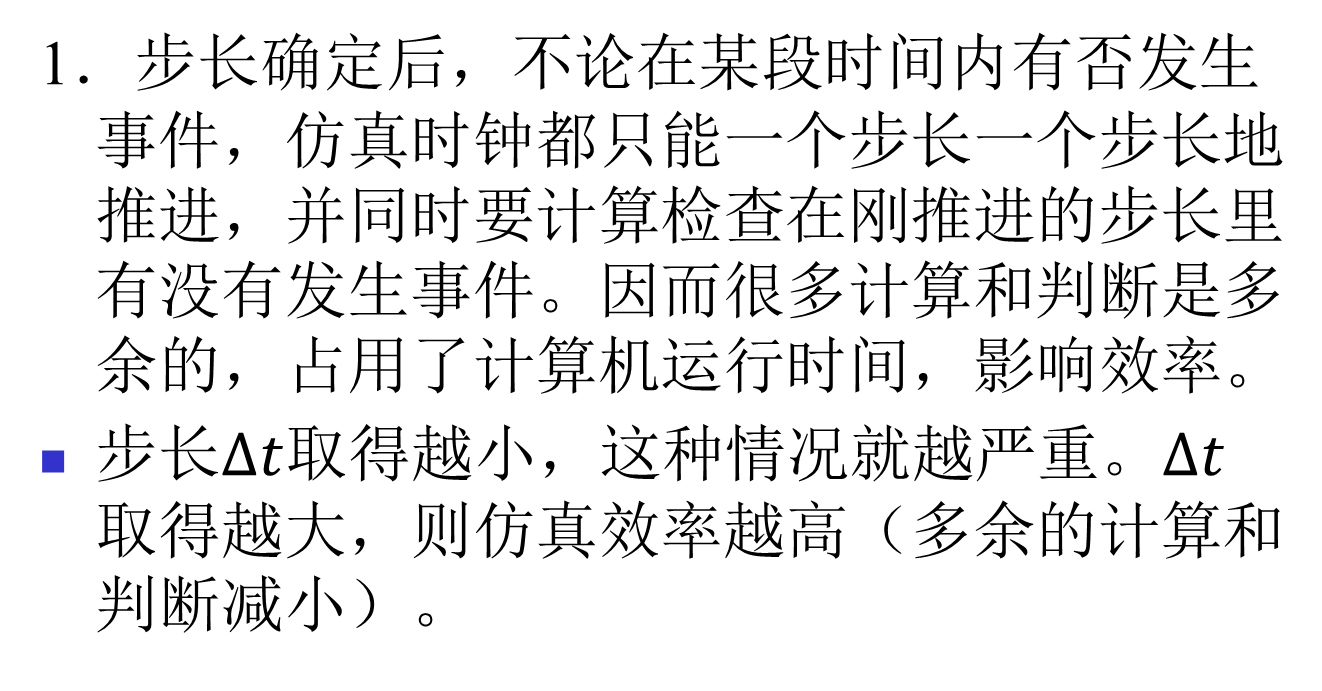 1．步长确定后，不论在某段时间内有否发生
事件，仿真时钟都只能一个步长一个步长地
推进，并同时要计算检查在刚推进的步长里
有没有发生事件。因而很多计算和判断是多
余的，占用了计算机运行时间，影响效率。
■ 步长Δt取得越小，这种情况就越严重。Δt
取得越大，则仿真效率越高（多余的计算和
判断减小）。